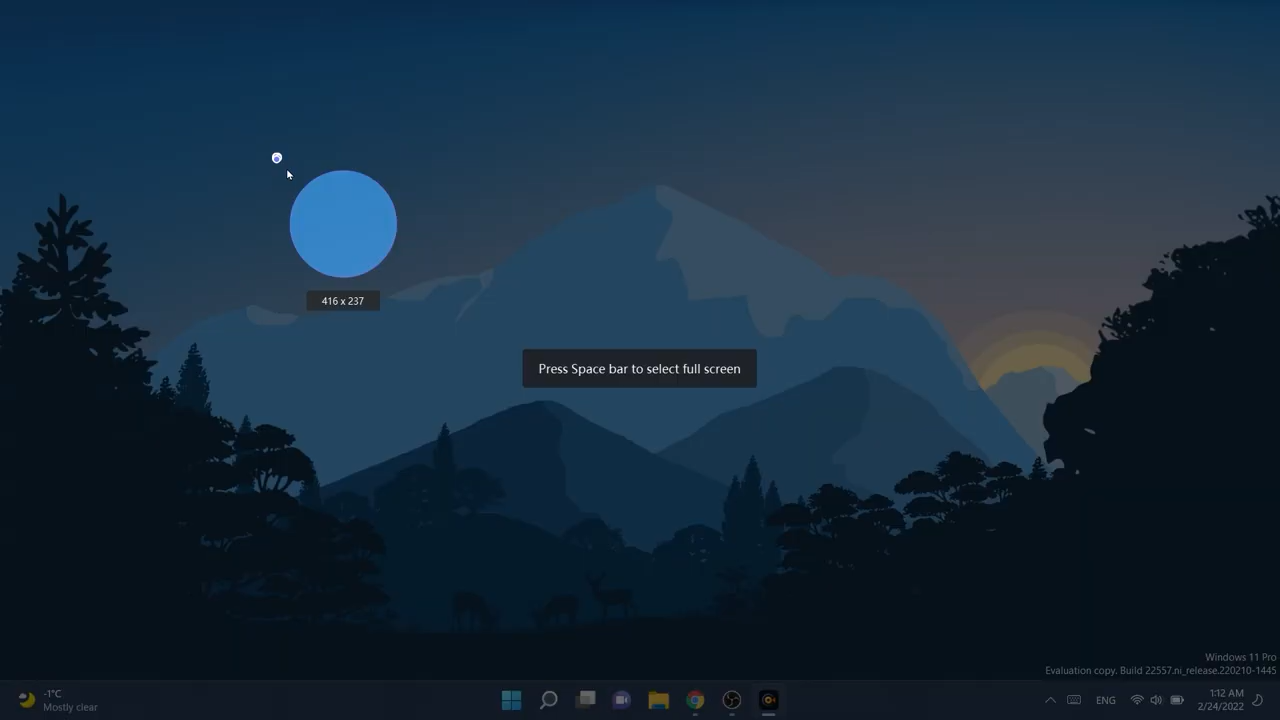 416 x 237
Press Space bar to select full screen
Windows 11 Pro
Evaluation copy. Build 22557.ni_release.220210-1445
-1°C
Mostly clear
ENG
1:12 AM
2/24/2022